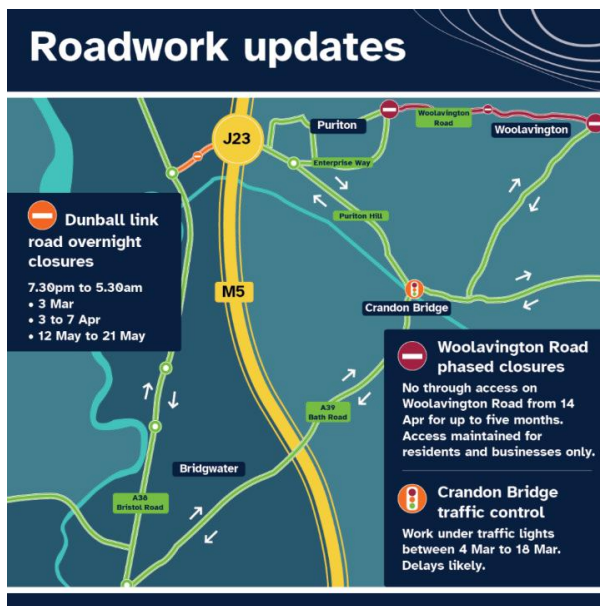 Roadwork updates
J23
Puriton
Woolavington
Road
Woolavington
Enterprise Way
Puriton Hill
Dunball link
road overnight
closures
7.30pm to 5.30am
• 3 Mar
• 3 to 7 Apr
• 12 May to 21 May
M5
Crandon Bridge
A39
Bath Road
Bridgwater
A38
Bristol Road
Woolavington Road
phased closures
No through access on
Woolavington Road from 14
Apr for up to five months.
Access maintained for
residents and businesses only.
Crandon Bridge
traffic control
Work under traffic lights
between 4 Mar to 18 Mar.
Delays likely.